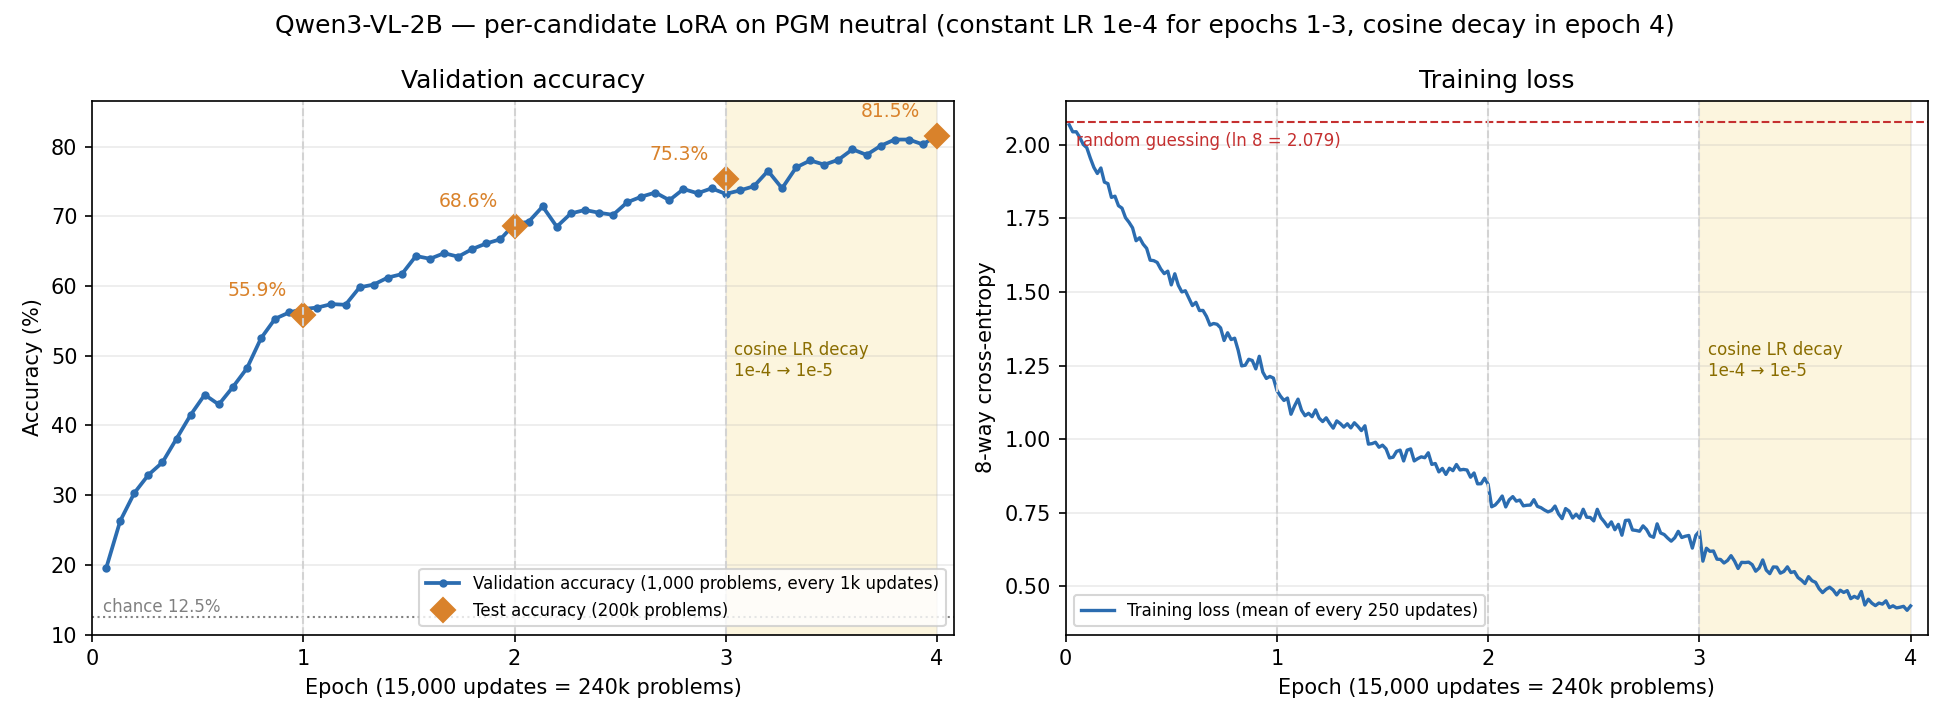 Qwen3-VL-2B — per-candidate LoRA on PGM neutral (constant LR 1e-4 for epochs 1-3, cosine decay in epoch 4)
Validation accuracy
Accuracy (%)
80
70
60
50
40
30
20
10
55.9%
68.6%
75.3%
81.5%
cosine LR decay
1e-4 → 1e-5
chance 12.5%
Validation accuracy (1,000 problems, every 1k updates)
Test accuracy (200k problems)
0 1 2 3 4
Epoch (15,000 updates = 240k problems)
Training loss
8-way cross-entropy
2.00
1.75
1.50
1.25
1.00
0.75
0.50
random guessing (ln 8 = 2.079)
cosine LR decay
1e-4 → 1e-5
Training loss (mean of every 250 updates)
0 1 2 3 4
Epoch (15,000 updates = 240k problems)